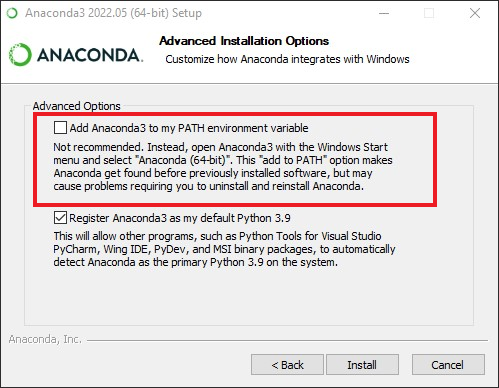 Anaconda3 2022.05 (64-bit) Setup
ANACONDA.
Advanced Installation Options
Customize how Anaconda integrates with Windows
Advanced Options
Add Anaconda3 to my PATH environment variable
Not recommended. Instead, open Anaconda3 with the Windows Start
menu and select "Anaconda (64-bit)". This "add to PATH" option makes
Anaconda get found before previously installed software, but may
cause problems requiring you to uninstall and reinstall Anaconda.
Register Anaconda3 as my default Python 3.9
This will allow other programs, such as Python Tools for Visual Studio
PyCharm, Wing IDE, PyDev, and MSI binary packages, to automatically
detect Anaconda as the primary Python 3.9 on the system.
Anaconda, Inc.
< Back
Install
Cancel